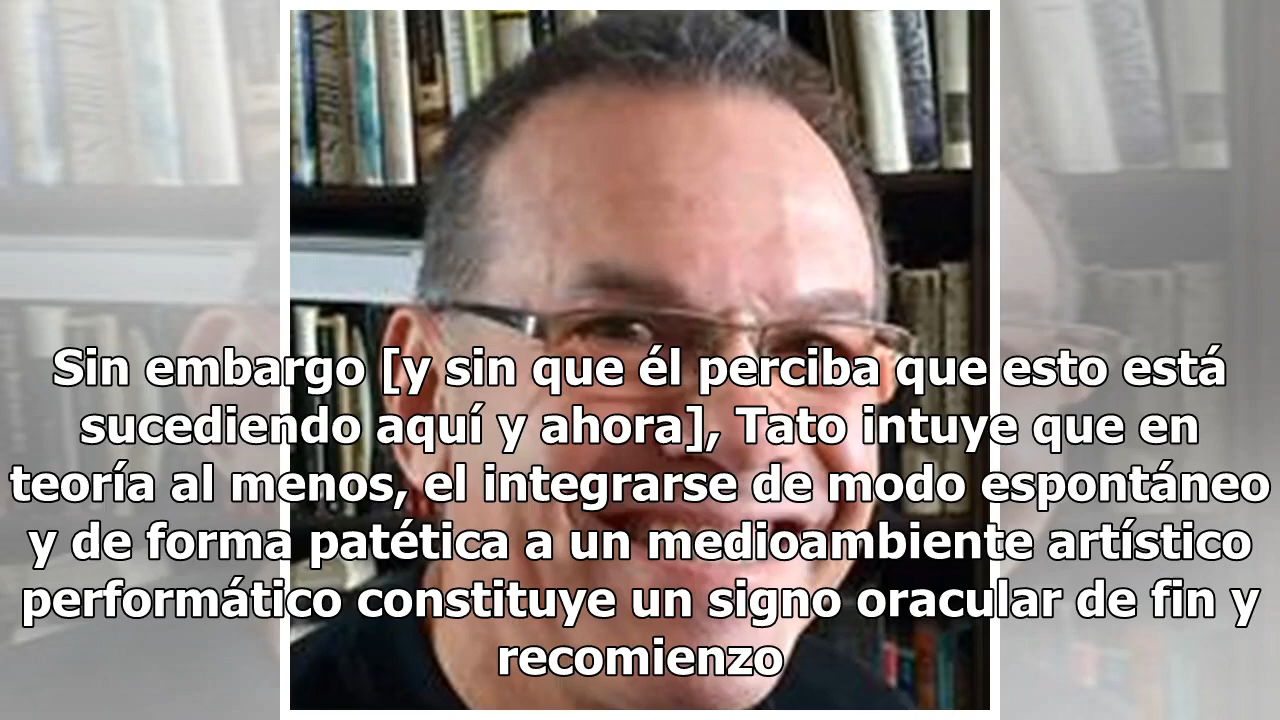 Sin embargo [y sin que él perciba que esto está
sucediendo aquí y ahora], Tato intuye que en
teoría al menos, el integrarse de modo espontáneo
y de forma patética a un medioambiente artístico
performático constituye un signo oracular de fin y
recomienzo